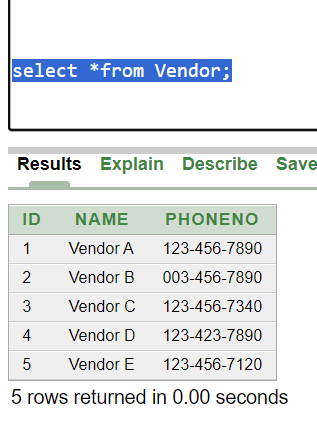 select *from Vendor;
Results Explain Describe Save
ID NAME PHONENO
1 Vendor A 123-456-7890
2 Vendor B 003-456-7890
3 Vendor C 123-456-7340
4 Vendor D 123-423-7890
5 Vendor E 123-456-7120
5 rows returned in 0.00 seconds